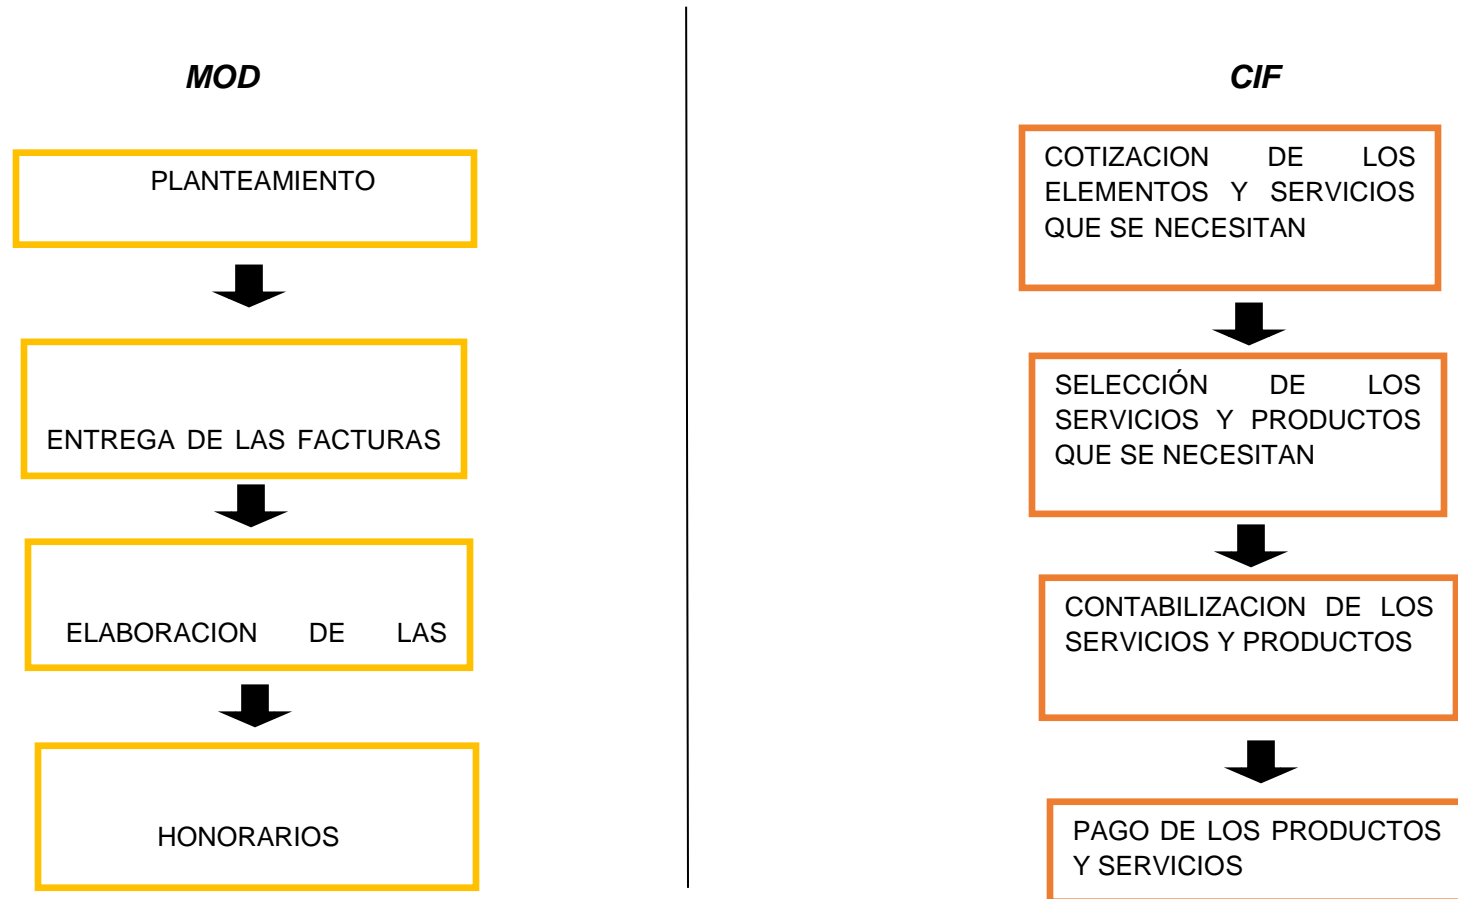 MOD
PLANTEAMIENTO
ENTREGA DE LAS FACTURAS
ELABORACION DE LAS
HONORARIOS
CIF
COTIZACION DE LOS
ELEMENTOS Y SERVICIOS
QUE SE NECESITAN
SELECCIÓN DE LOS
SERVICIOS Y PRODUCTOS
QUE SE NECESITAN
CONTABILIZACION DE LOS
SERVICIOS Y PRODUCTOS
PAGO DE LOS PRODUCTOS
Y SERVICIOS